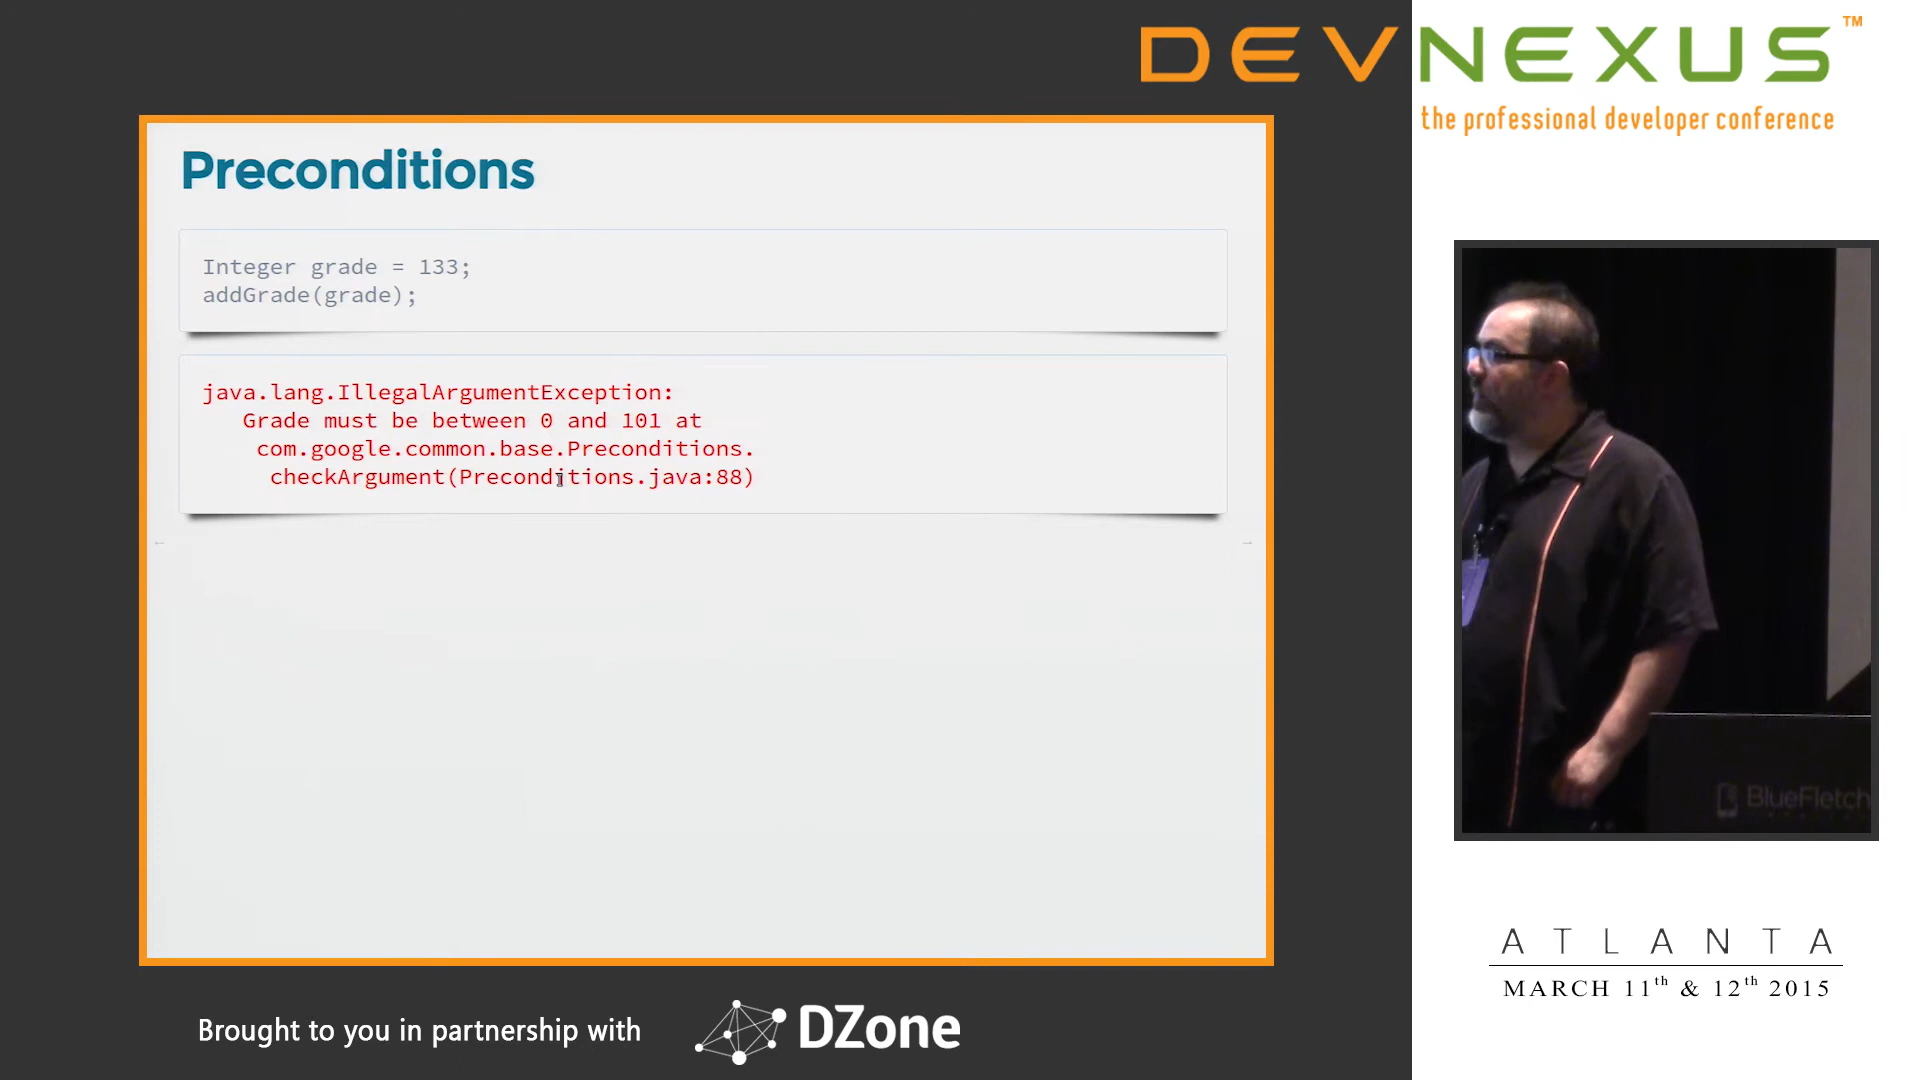 DEVNEXUS™
the professional developer conference
Preconditions
Integer grade = 133;
addGrade(grade);
java.lang.IllegalArgumentException:
Grade must be between 0 and 101 at
com.google.common.base.Preconditions.
checkArgument(Preconditions.java:88)
←
→
BlueFletch
ATLANTA
MARCH 11th & 12th 2015
Brought to you in partnership with
DZone